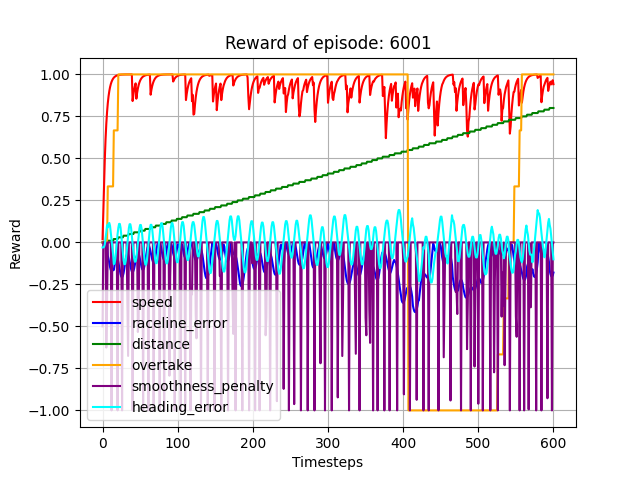 Reward of episode: 6001
Reward
1.00
0.75
0.50
0.25
0.00
−0.25
−0.50
−0.75
−1.00
speed
raceline_error
distance
overtake
smoothness_penalty
heading_error
0 100 200 300 400 500 600
Timesteps